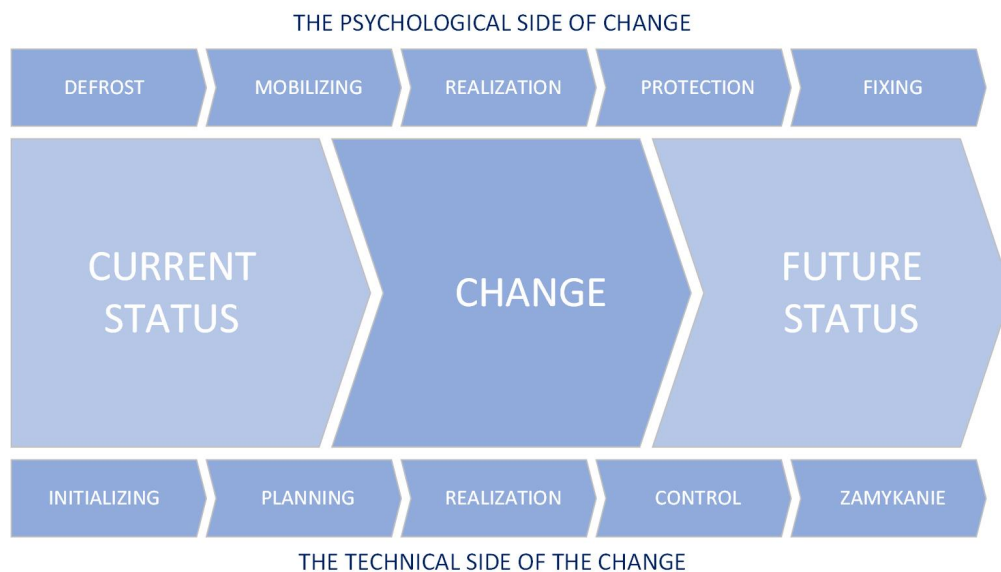 THE PSYCHOLOGICAL SIDE OF CHANGE
DEFROST
MOBILIZING
REALIZATION
PROTECTION
FIXING
CURRENT
STATUS
CHANGE
FUTURE
STATUS
INITIALIZING
PLANNING
REALIZATION
CONTROL
ZAMYKANIE
THE TECHNICAL SIDE OF THE CHANGE